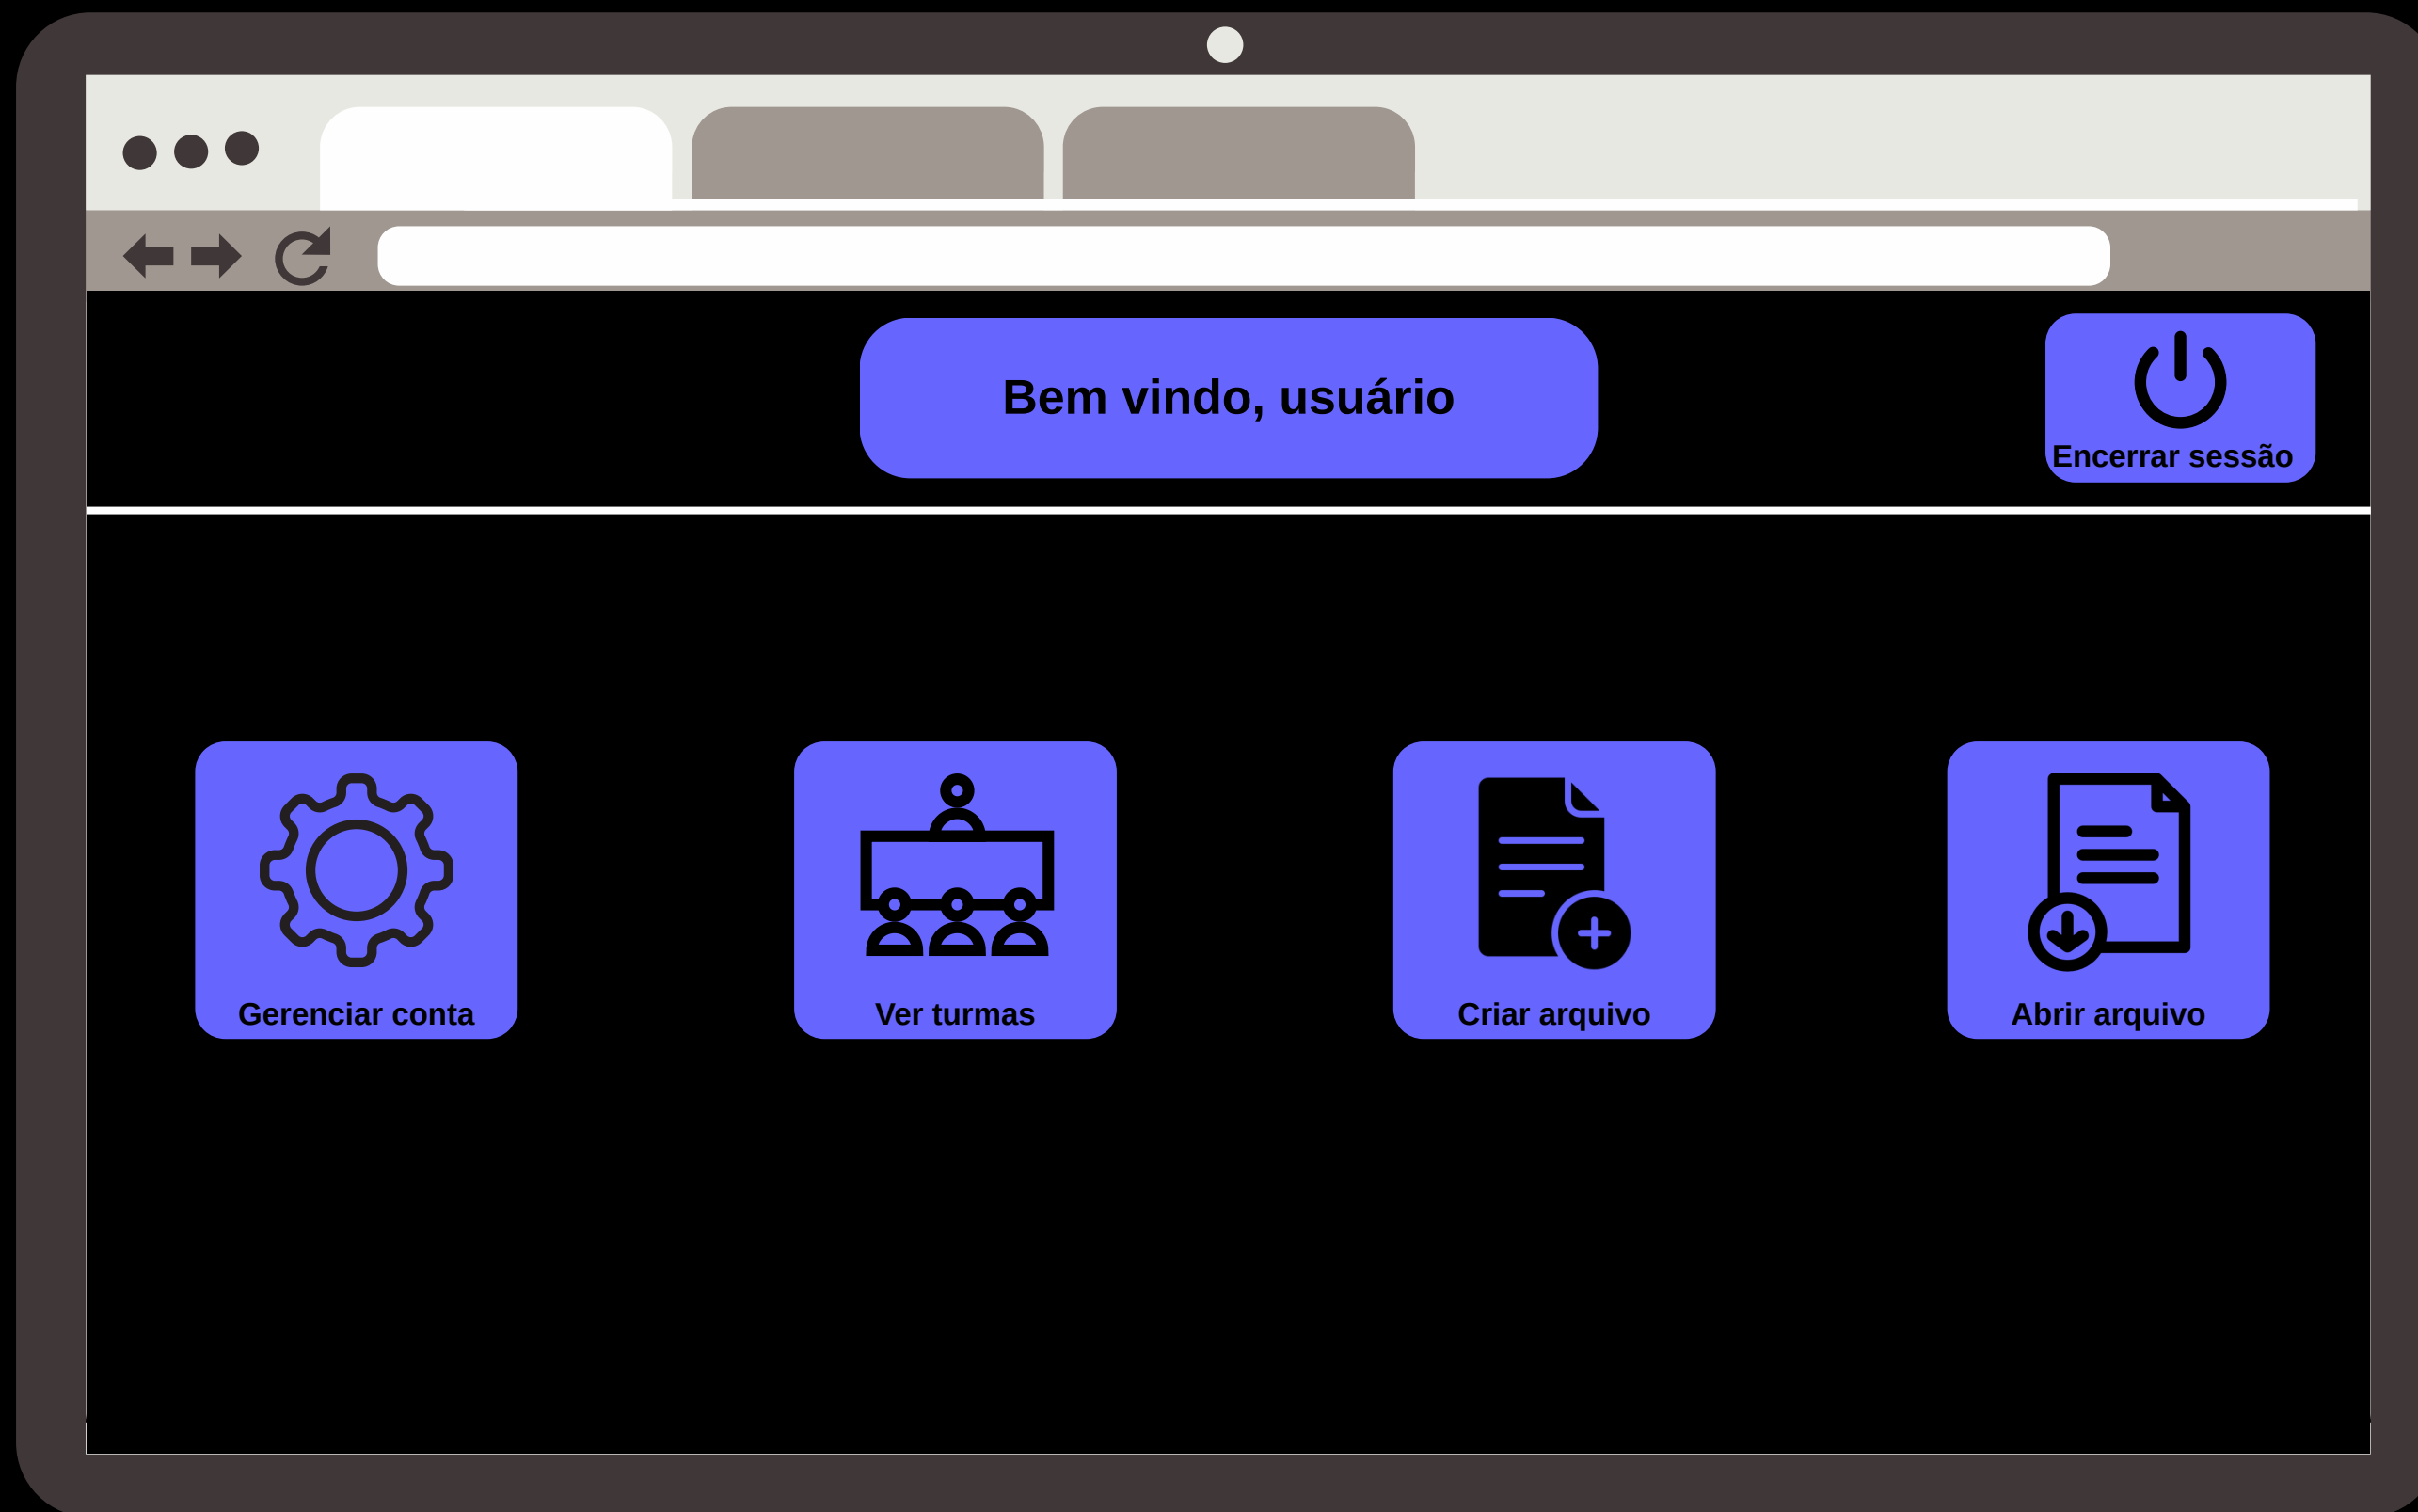 Bem vindo, usuário
Encerrar sessão
Gerenciar conta
Ver turmas
Criar arquivo
Abrir arquivo